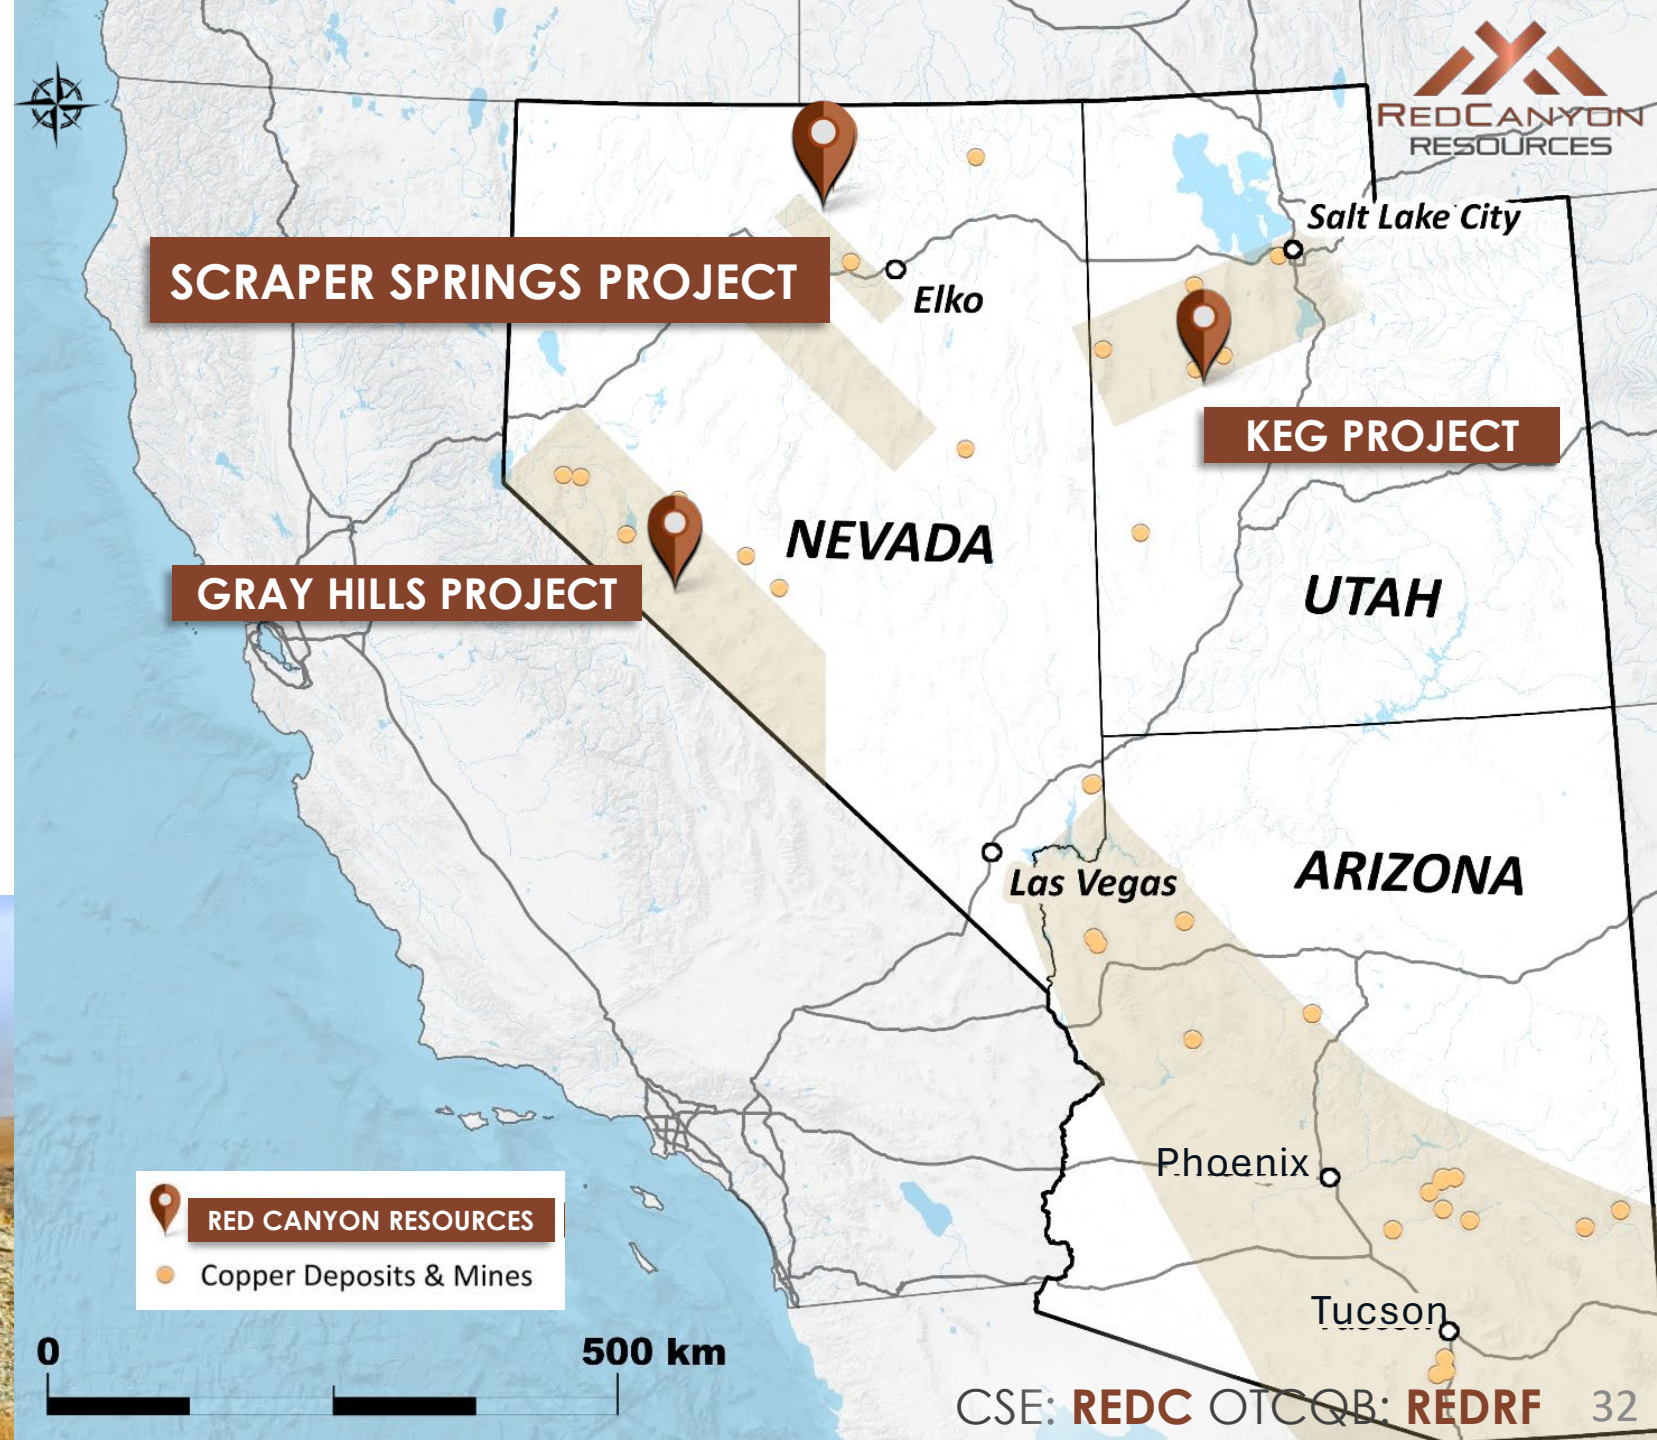 REDCANYON
RESOURCES
Salt Lake City
SCRAPER SPRINGS PROJECT
Elko
KEG PROJECT
NEVADA
GRAY HILLS PROJECT
UTAH
ARIZONA
Las Vegas
Phoenix
RED CANYON RESOURCES
Copper Deposits & Mines
Tucson
0 500 km
CSE: REDC OTCQB: REDRF 32